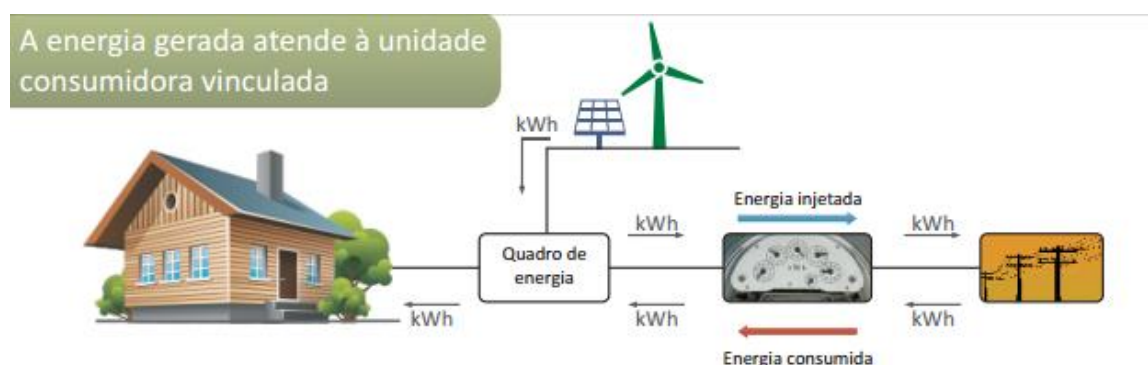 A energia gerada atende à unidade
consumidora vinculada
kWh
Energia injetada
kWh
kWh
Quadro de
energia
kWh
kWh
kWh
Energia consumida